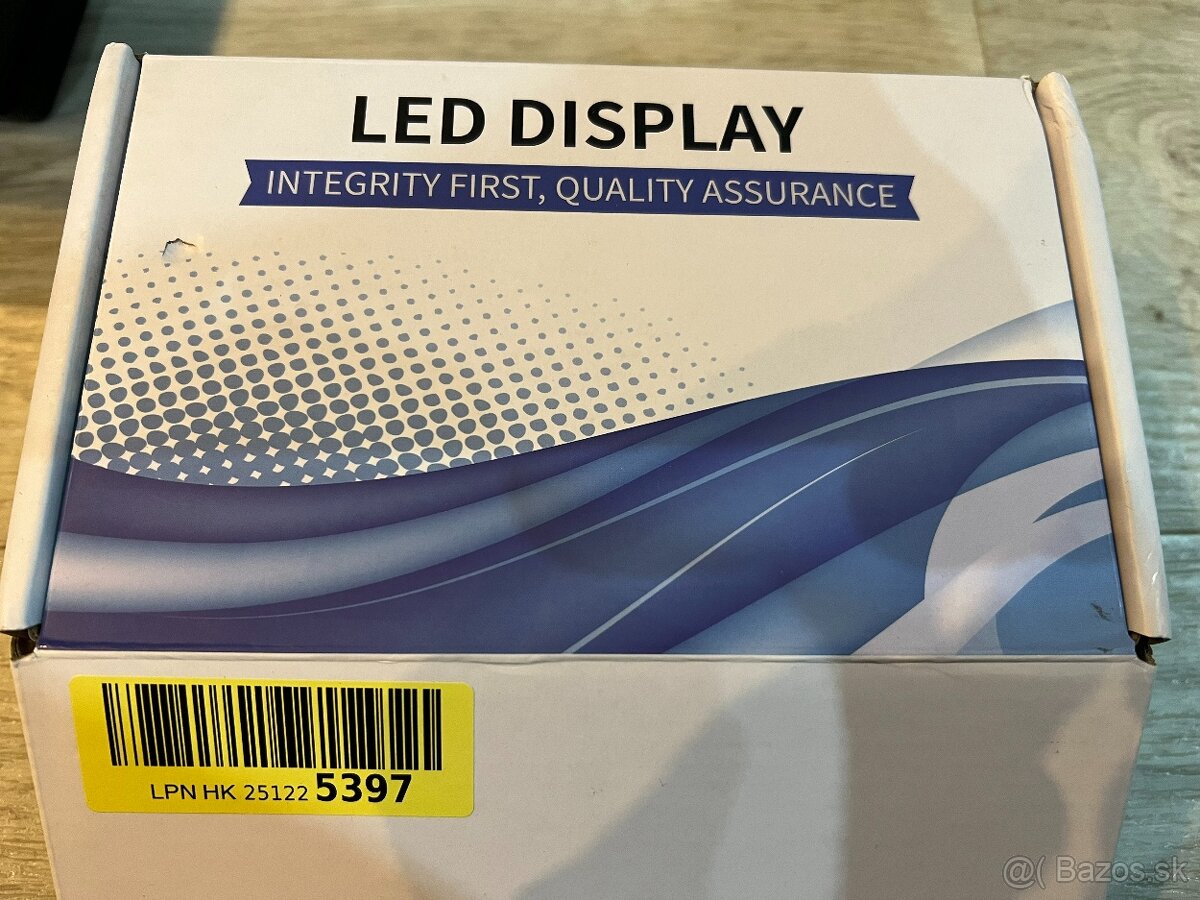 LED DISPLAY
INTEGRITY FIRST, QUALITY ASSURANCE
LPN HK 25122 5397
@( Bazos.sk